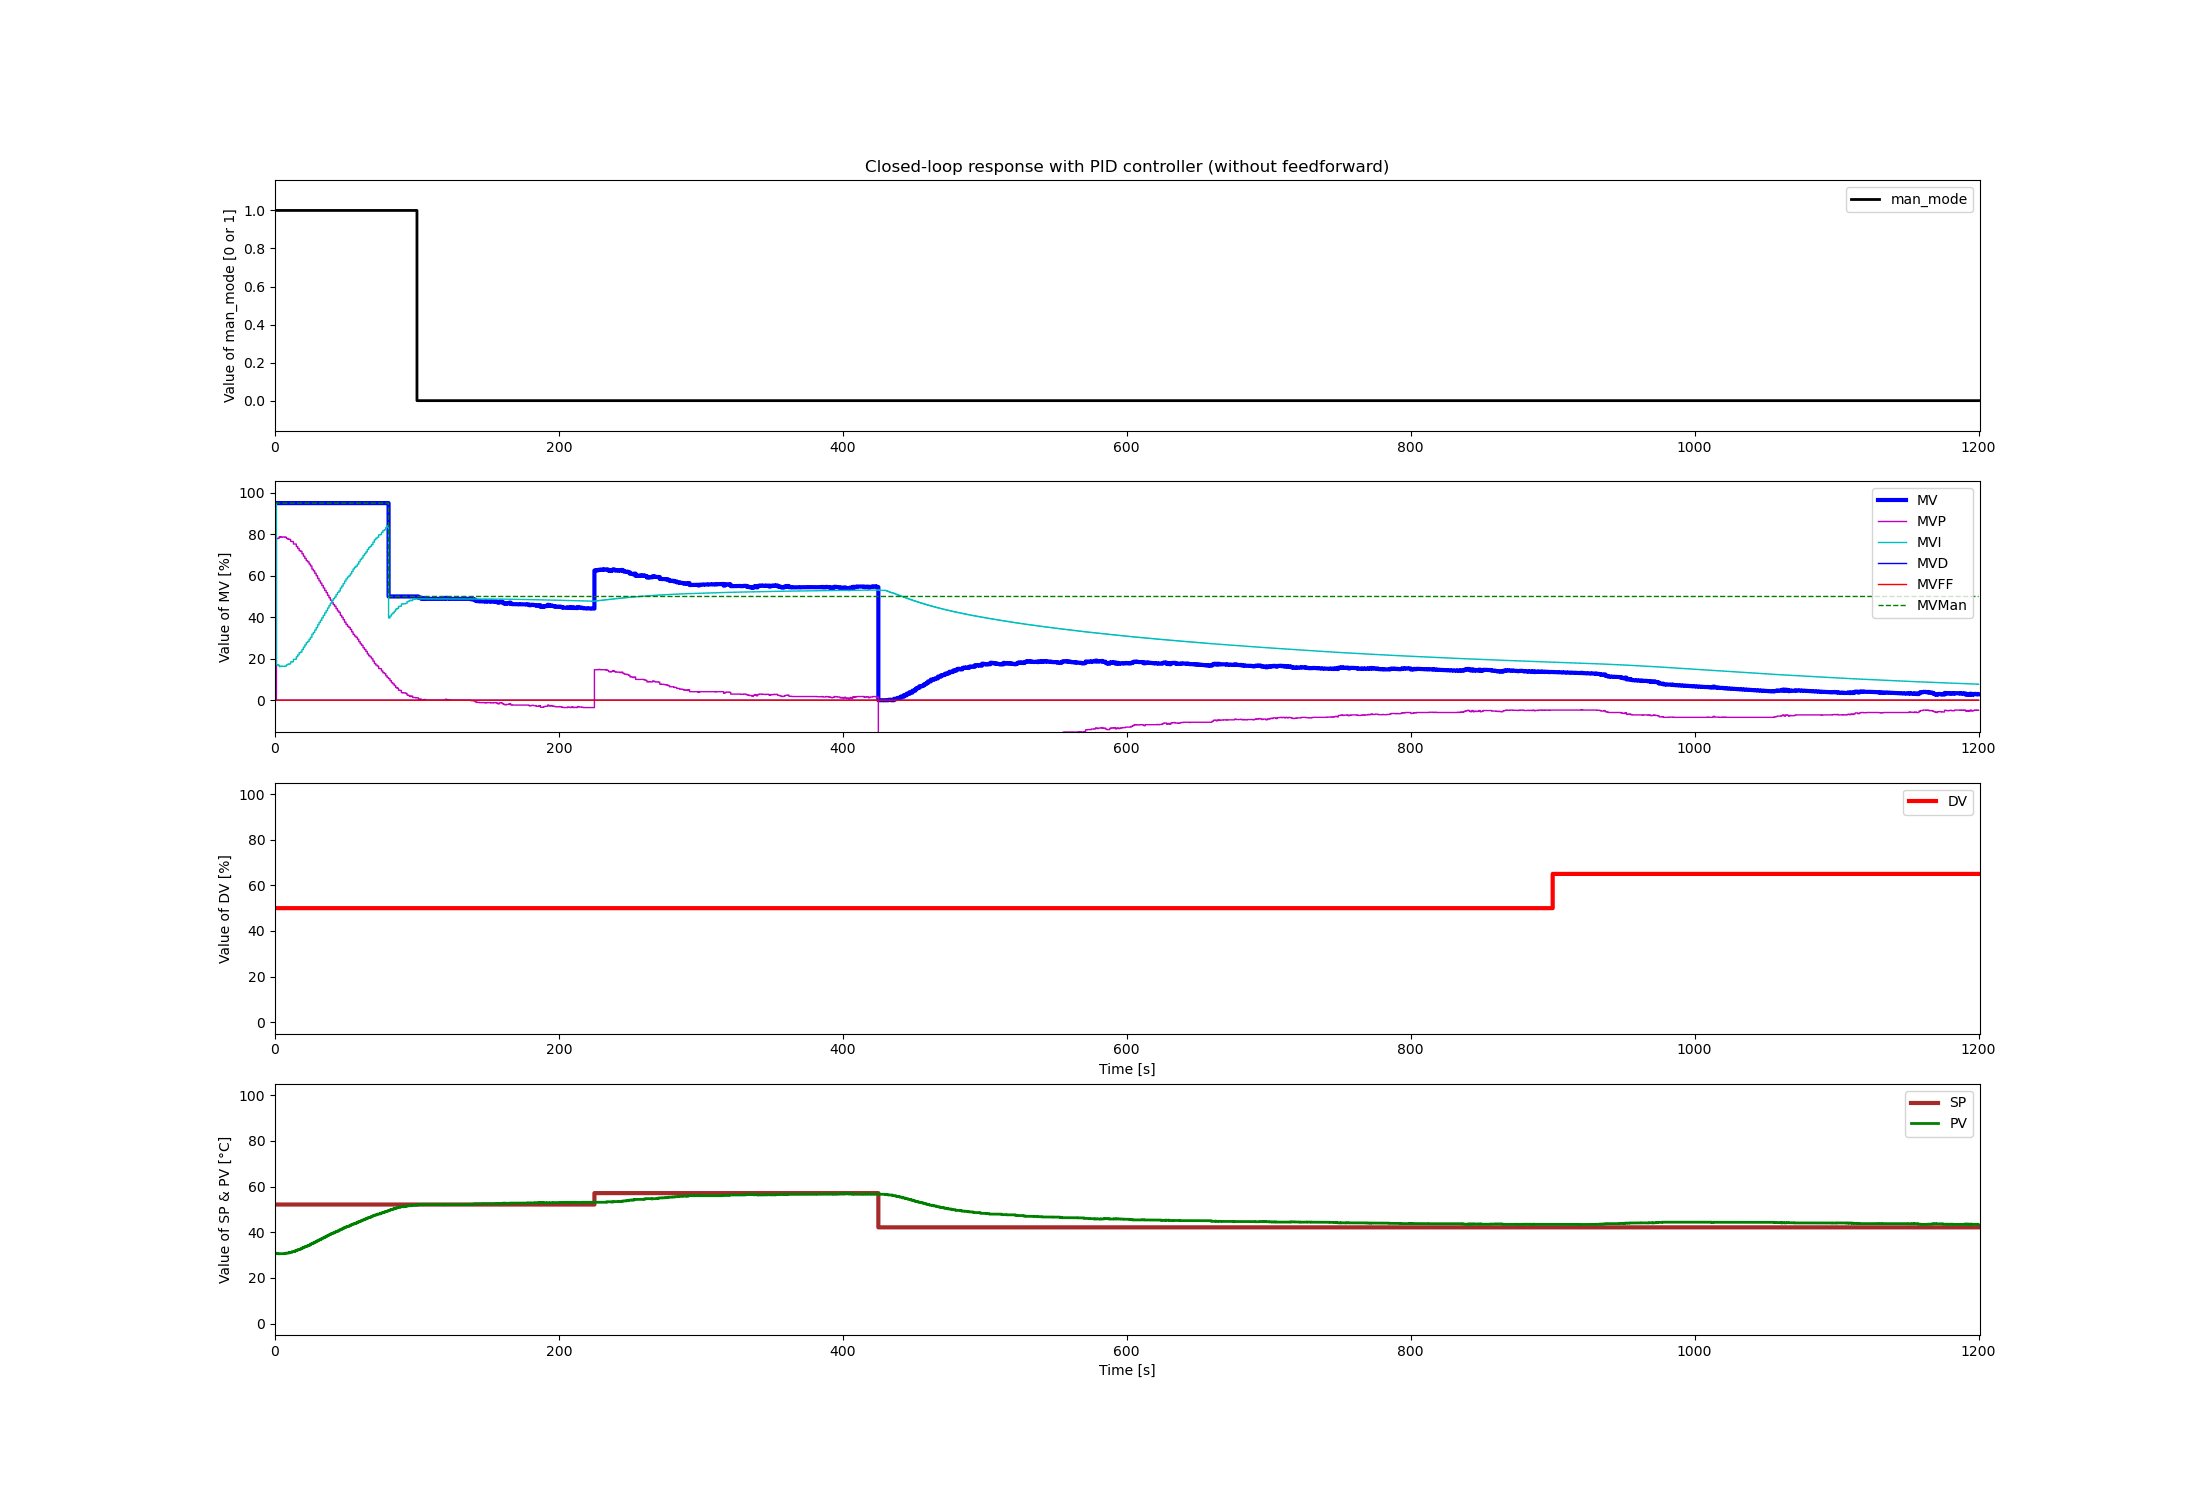 Closed-loop response with PID controller (without feedforward)
Value of man_mode [0 or 1]
1.0
0.8
0.6
0.4
0.2
0.0
man_mode
0 200 400 600 800 1000 1200
Value of MV [%]
100
80
60
40
20
0
MV
MVP
MVI
MVD
MVFF
MVMan
0 200 400 600 800 1000 1200
Value of DV [%]
100
80
60
40
20
0
DV
0 200 400 600 800 1000 1200
Time [s]
Value of SP & PV [°C]
100
80
60
40
20
0
SP
PV
0 200 400 600 800 1000 1200
Time [s]